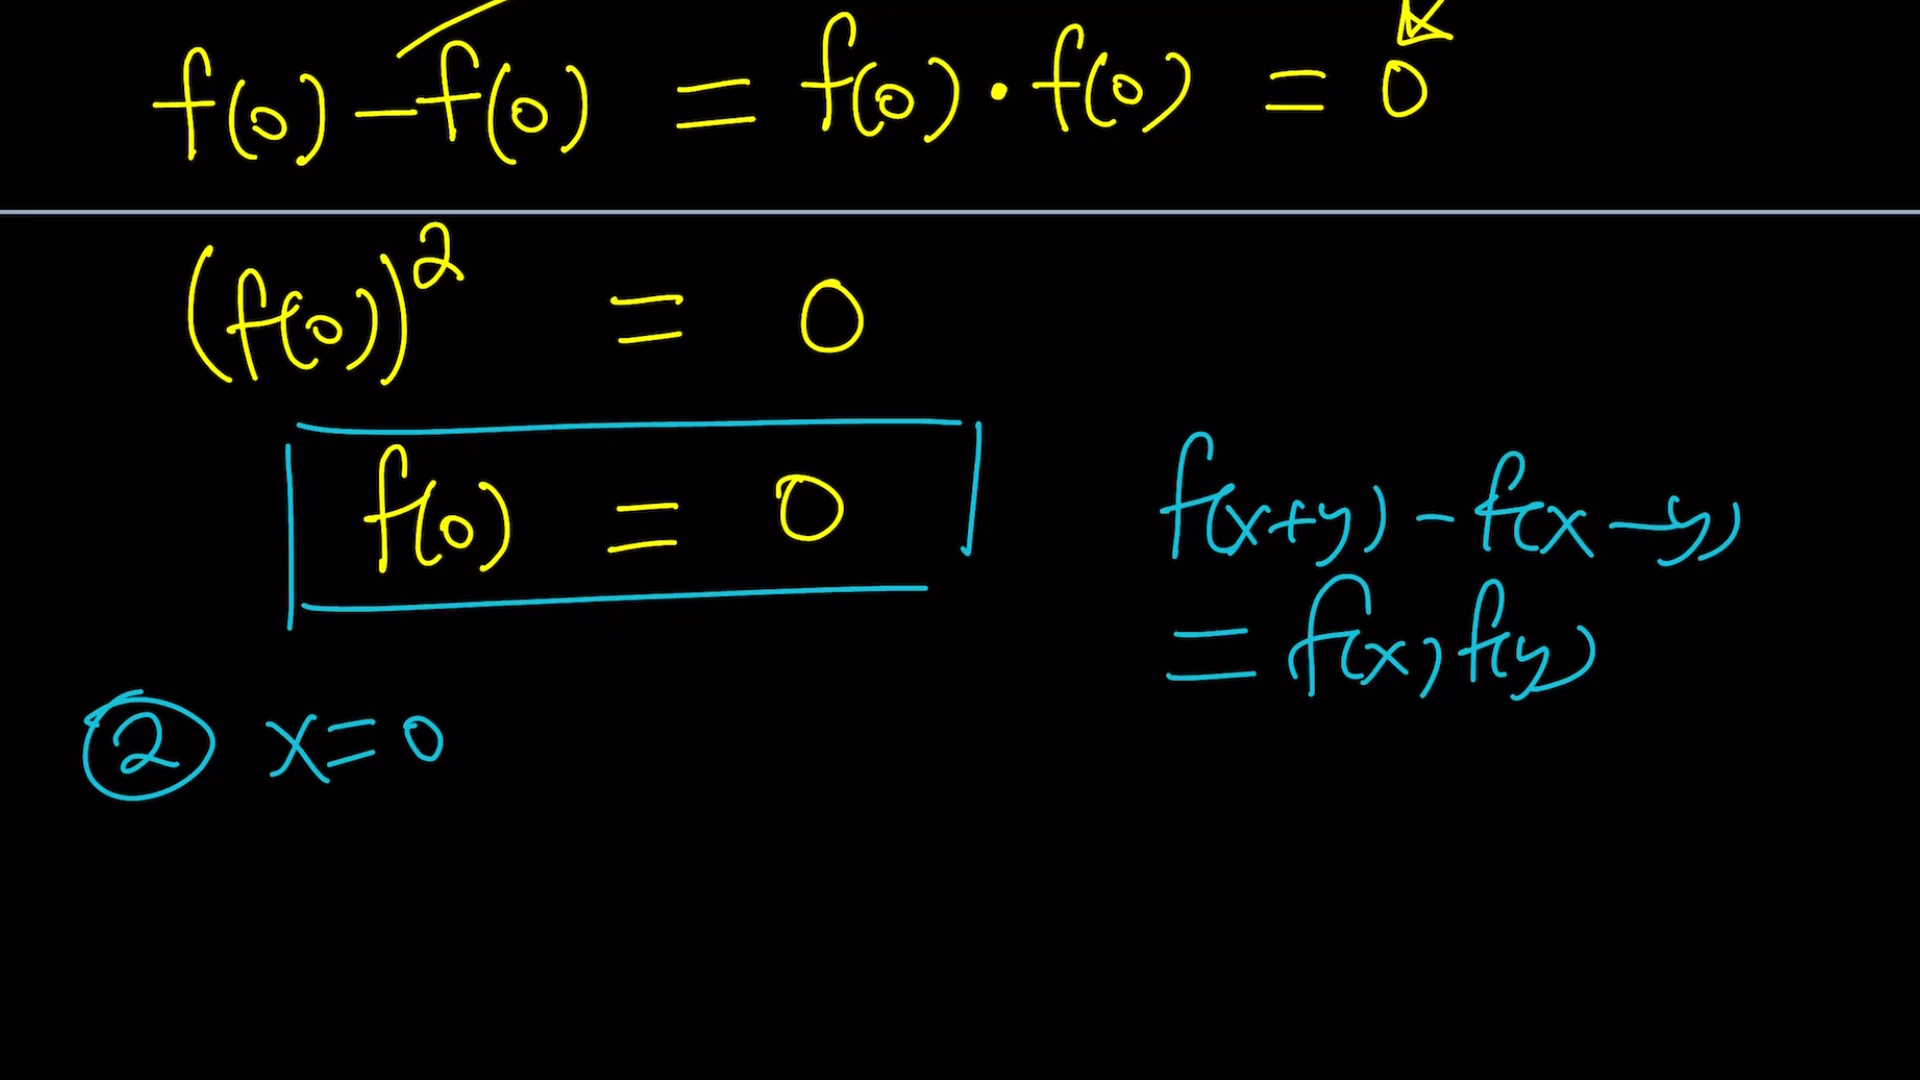 f(0) - f(0) = f(0) · f(0) = 0
(f(0))² = 0
f(0) = 0
f(x+y) - f(x-y)
= f(x) f(y)
② x = 0